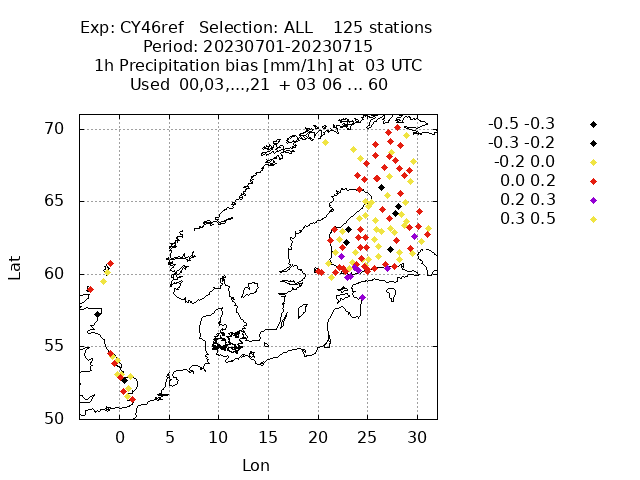 Exp: CY46ref   Selection: ALL    125 stations
Period: 20230701-20230715
1h Precipitation bias [mm/1h] at  03 UTC
Used  00,03,...,21  + 03 06 ... 60
-0.5 -0.3
-0.3 -0.2
-0.2 0.0
0.0 0.2
0.2 0.3
0.3 0.5
70
65
60
55
50
Lat
0 5 10 15 20 25 30
Lon